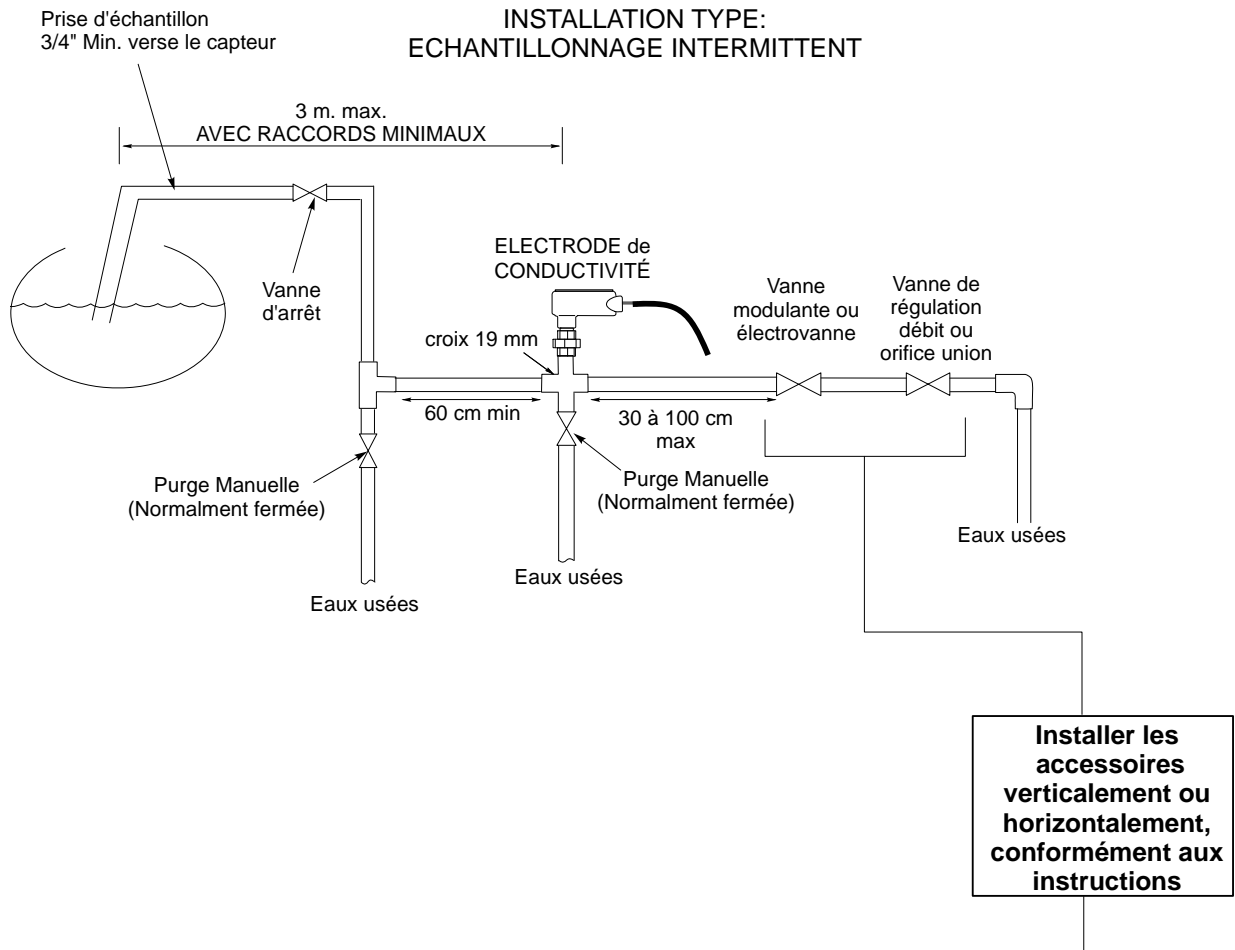 Prise d'échantillon
3/4" Min. verse le capteur
INSTALLATION TYPE:
ECHANTILLONNAGE INTERMITTENT
3 m. max.
AVEC RACCORDS MINIMAUX
Vanne
d'arrêt
ELECTRODE de
CONDUCTIVITÉ
Vanne
modulante ou
électrovanne
Vanne de
régulation
débit ou
orifice union
croix 19 mm
60 cm min
30 à 100 cm
max
Purge Manuelle
(Normalment fermée)
Purge Manuelle
(Normalment fermée)
Eaux usées
Eaux usées
Eaux usées
Installer les
accessoires
verticalement ou
horizontalement,
conformément aux
instructions